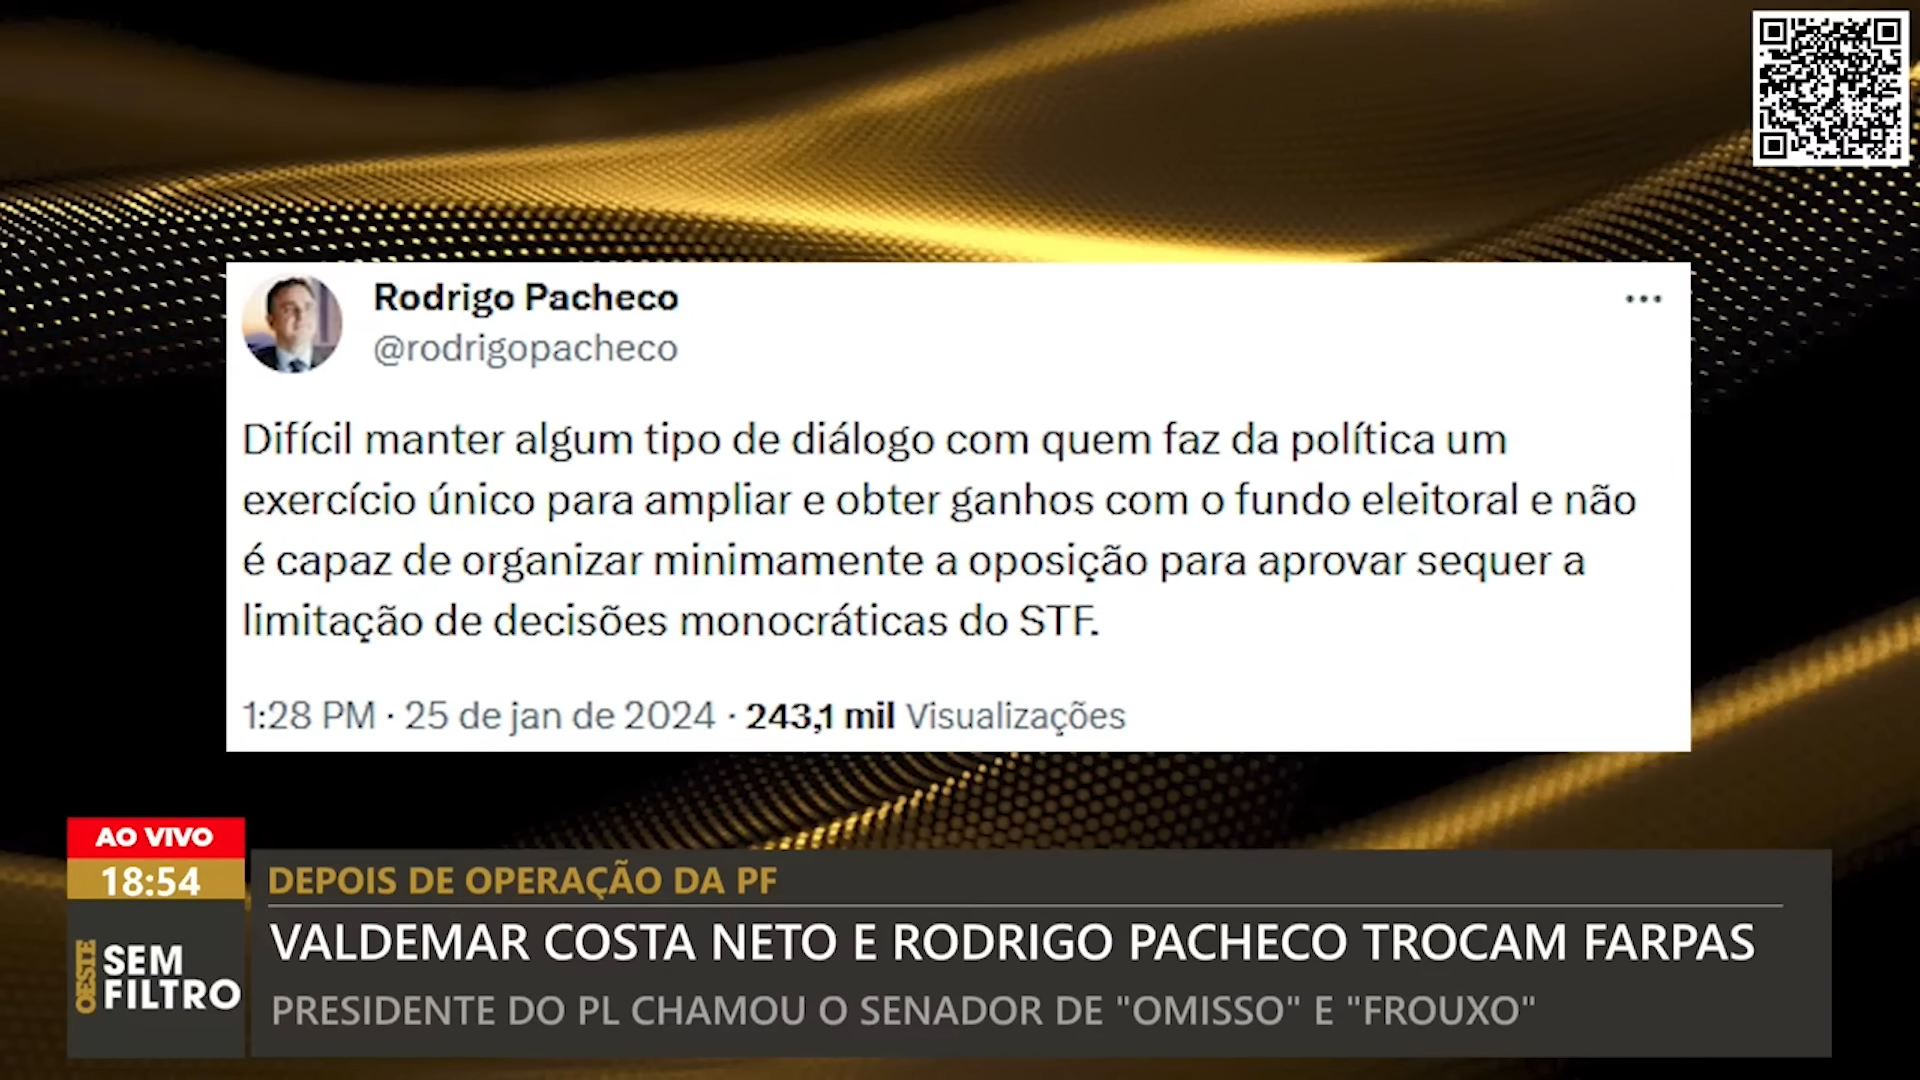 Rodrigo Pacheco
@rodrigopacheco
Difícil manter algum tipo de diálogo com quem faz da política um
exercício único para ampliar e obter ganhos com o fundo eleitoral e não
é capaz de organizar minimamente a oposição para aprovar sequer a
limitação de decisões monocráticas do STF.
1:28 PM · 25 de jan de 2024 · 243,1 mil Visualizações
AO VIVO
18:54
DEPOIS DE OPERAÇÃO DA PF
VALDEMAR COSTA NETO E RODRIGO PACHECO TROCAM FARPAS
PRESIDENTE DO PL CHAMOU O SENADOR DE "OMISSO" E "FROUXO"
OESTE
SEM
FILTRO